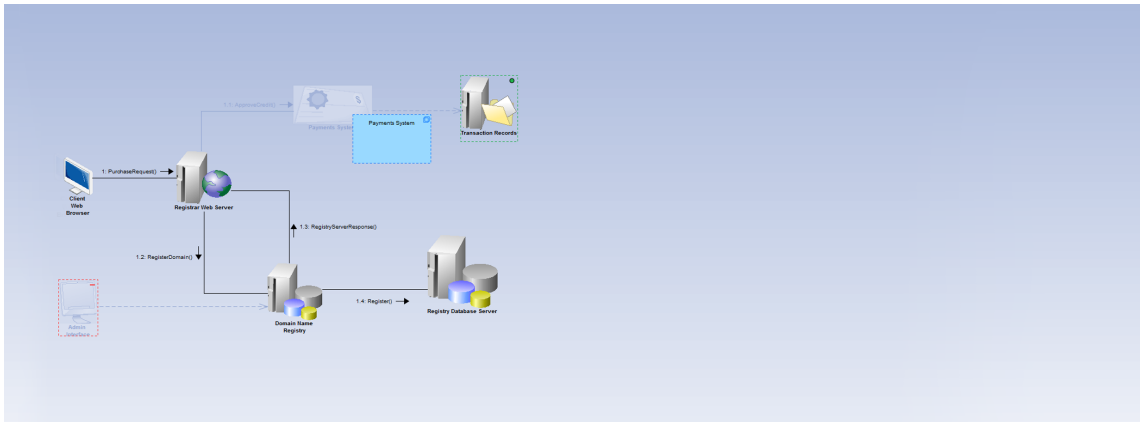 1.1: ApproveCredit()
Payments System
Payments System
Transaction Records
1: PurchaseRequest()
Client
Web
Browser
Registrar Web Server
1.3: RegistryServerResponse()
1.2: RegisterDomain()
1.4: Register()
Registry Database Server
Domain Name
Registry
Admin
Interface